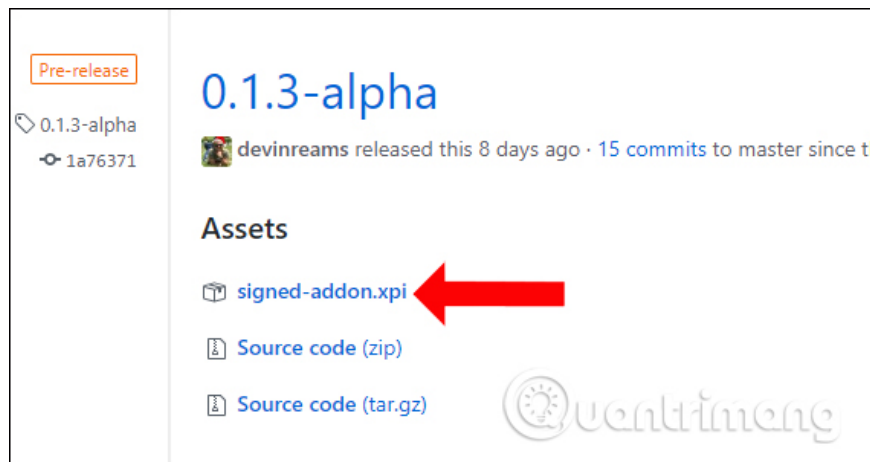 Pre-release
0.1.3-alpha
1a76371
0.1.3-alpha
devinreams released this 8 days ago · 15 commits to master since t
Assets
signed-addon.xpi
Source code (zip)
Source code (tar.gz)
Quantrimang